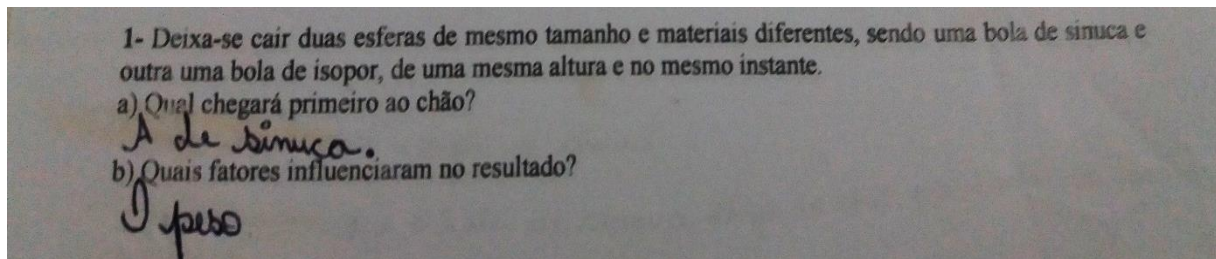 1- Deixa-se cair duas esferas de mesmo tamanho e materiais diferentes, sendo uma bola de sinuca e
outra uma bola de isopor, de uma mesma altura e no mesmo instante.
a) Qual chegará primeiro ao chão?
A de sinuca.
b) Quais fatores influenciaram no resultado?
O peso